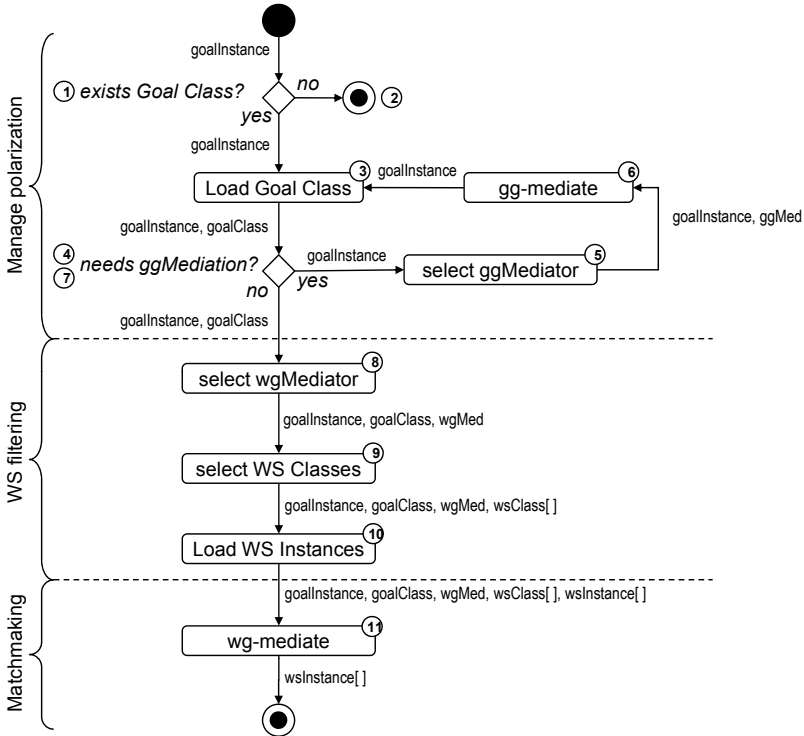 goalInstance
1 exists Goal Class?
no
2
yes
goalInstance
3
Load Goal Class
goalInstance
6
gg-mediate
goalInstance, ggMed
goalInstance, goalClass
4
7
needs ggMediation?
goalInstance
yes
5
select ggMediator
no
goalInstance, goalClass
Manage polarization
8
select wgMediator
goalInstance, goalClass, wgMed
9
select WS Classes
goalInstance, goalClass, wgMed, wsClass[ ]
10
Load WS Instances
WS filtering
goalInstance, goalClass, wgMed, wsClass[ ], wsInstance[ ]
11
wg-mediate
wsInstance[ ]
Matchmaking